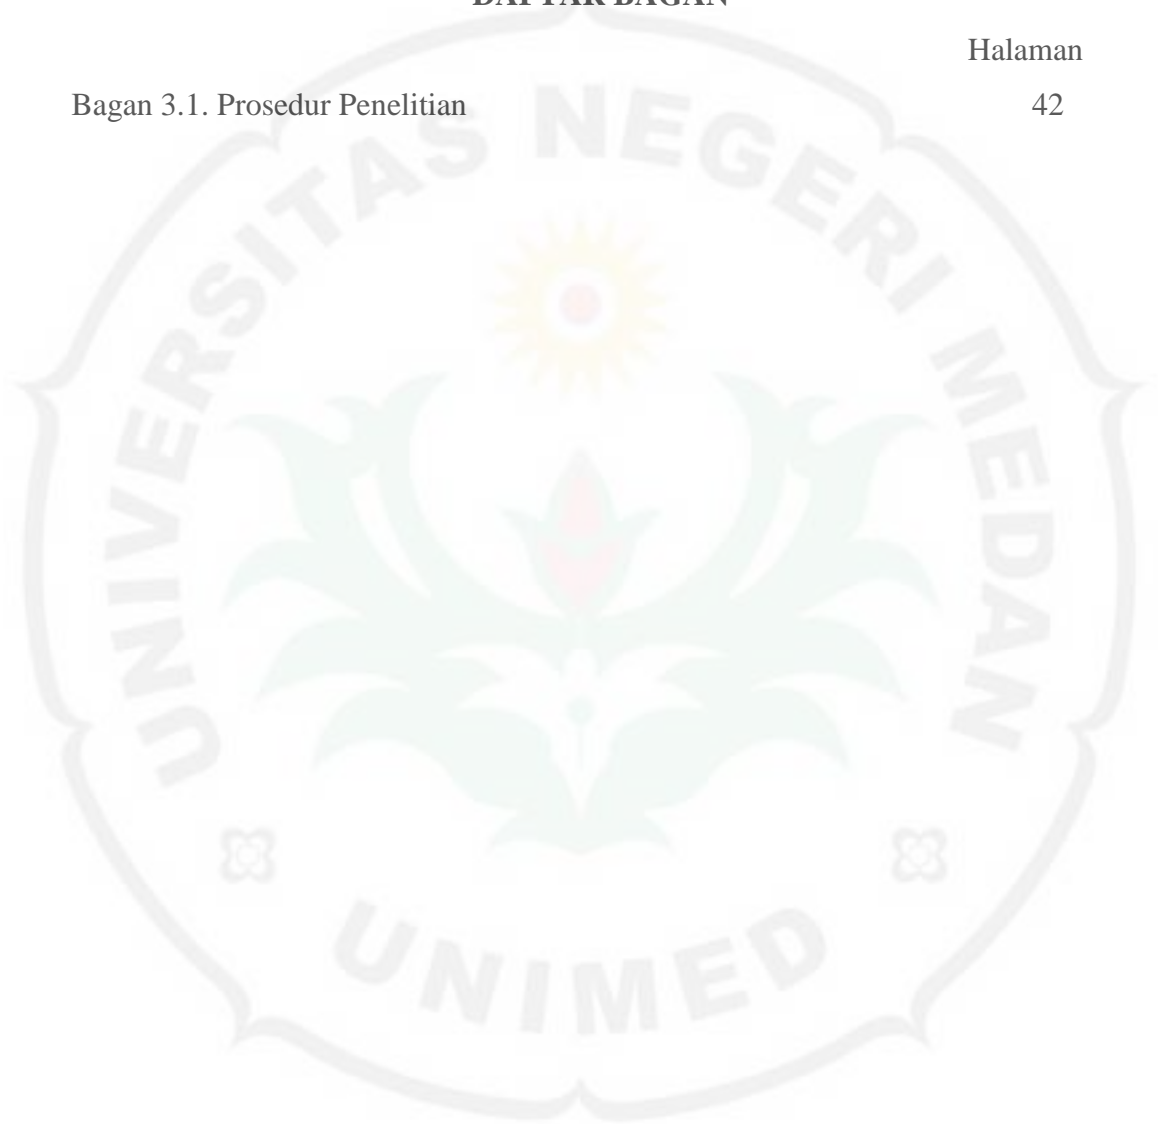 DAFTAR BAGAN
Halaman
Bagan 3.1. Prosedur Penelitian 42
UNIVERSITAS NEGERI MEDAN
UNIMED